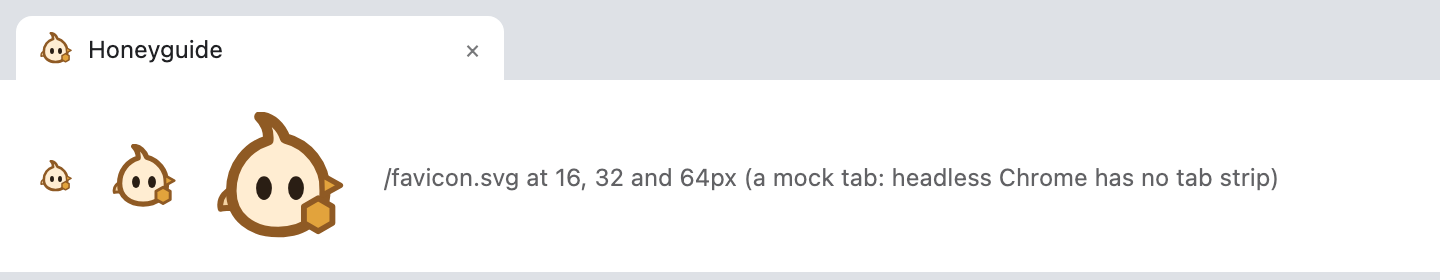 Honeyguide ×
/favicon.svg at 16, 32 and 64px (a mock tab: headless Chrome has no tab strip)